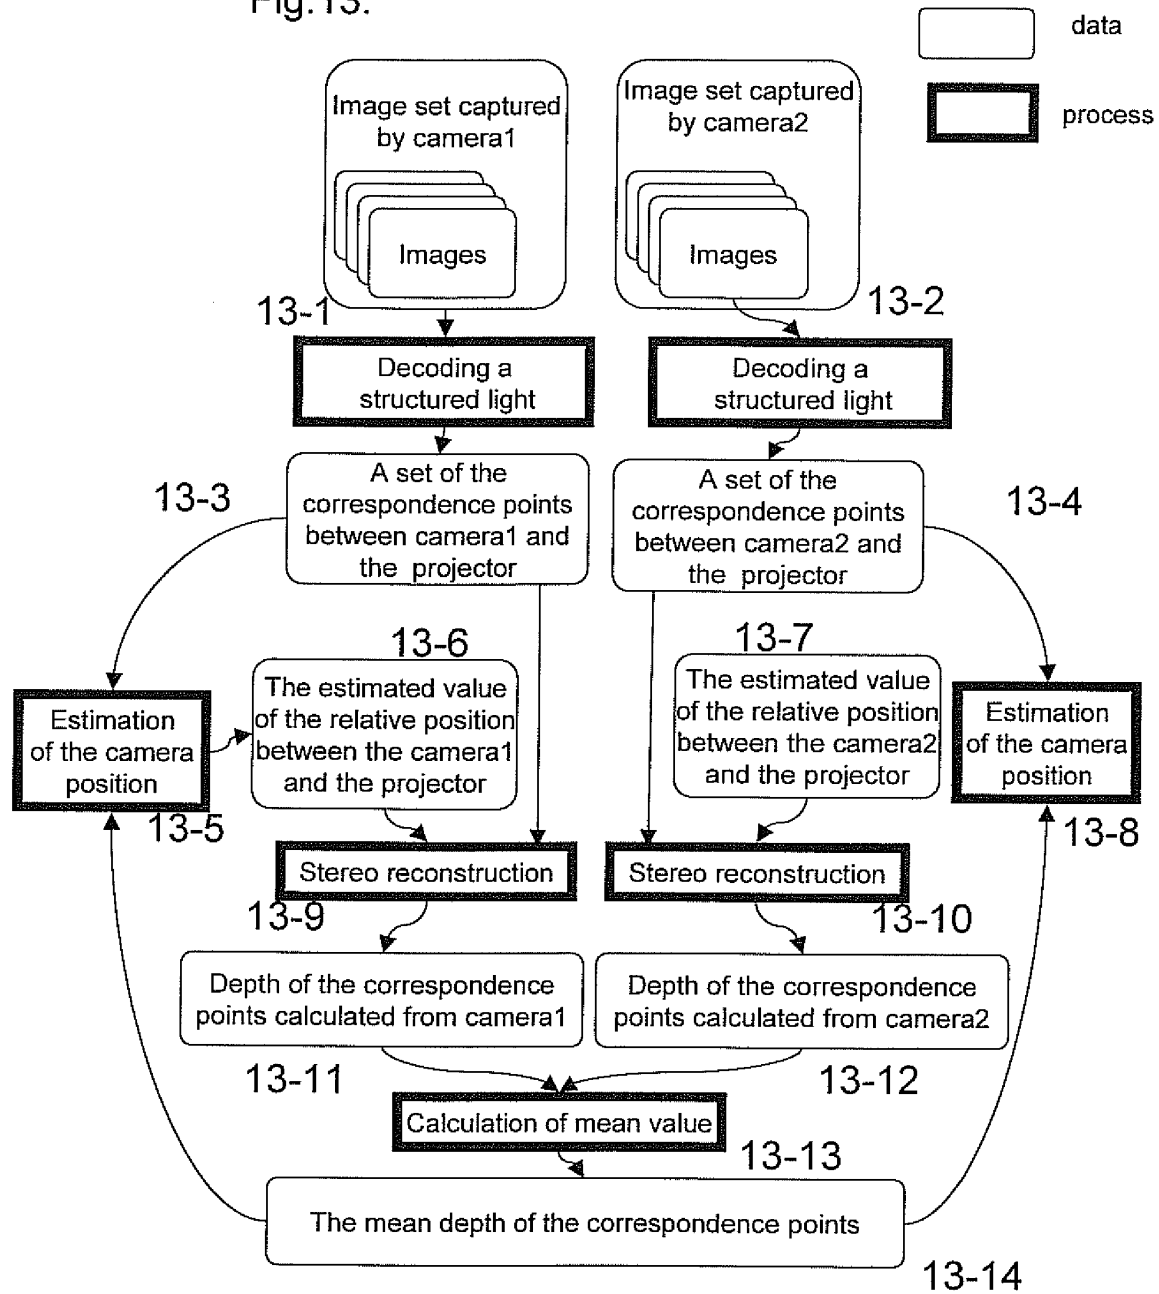 Fig.13.
data
process
Image set captured
by camera1
Images
Image set captured
by camera2
Images
13-1
13-2
Decoding a
structured light
Decoding a
structured light
13-3
A set of the
correspondence points
between camera1 and
the projector
A set of the
correspondence points
between camera2 and
the projector
13-4
13-6
13-7
Estimation
of the camera
position
The estimated value
of the relative position
between the camera1
and the projector
The estimated value
of the relative position
between the camera2
and the projector
Estimation
of the camera
position
13-5
13-8
Stereo reconstruction
Stereo reconstruction
13-9
13-10
Depth of the correspondence
points calculated from camera1
Depth of the correspondence
points calculated from camera2
13-11
13-12
Calculation of mean value
13-13
The mean depth of the correspondence points
13-14